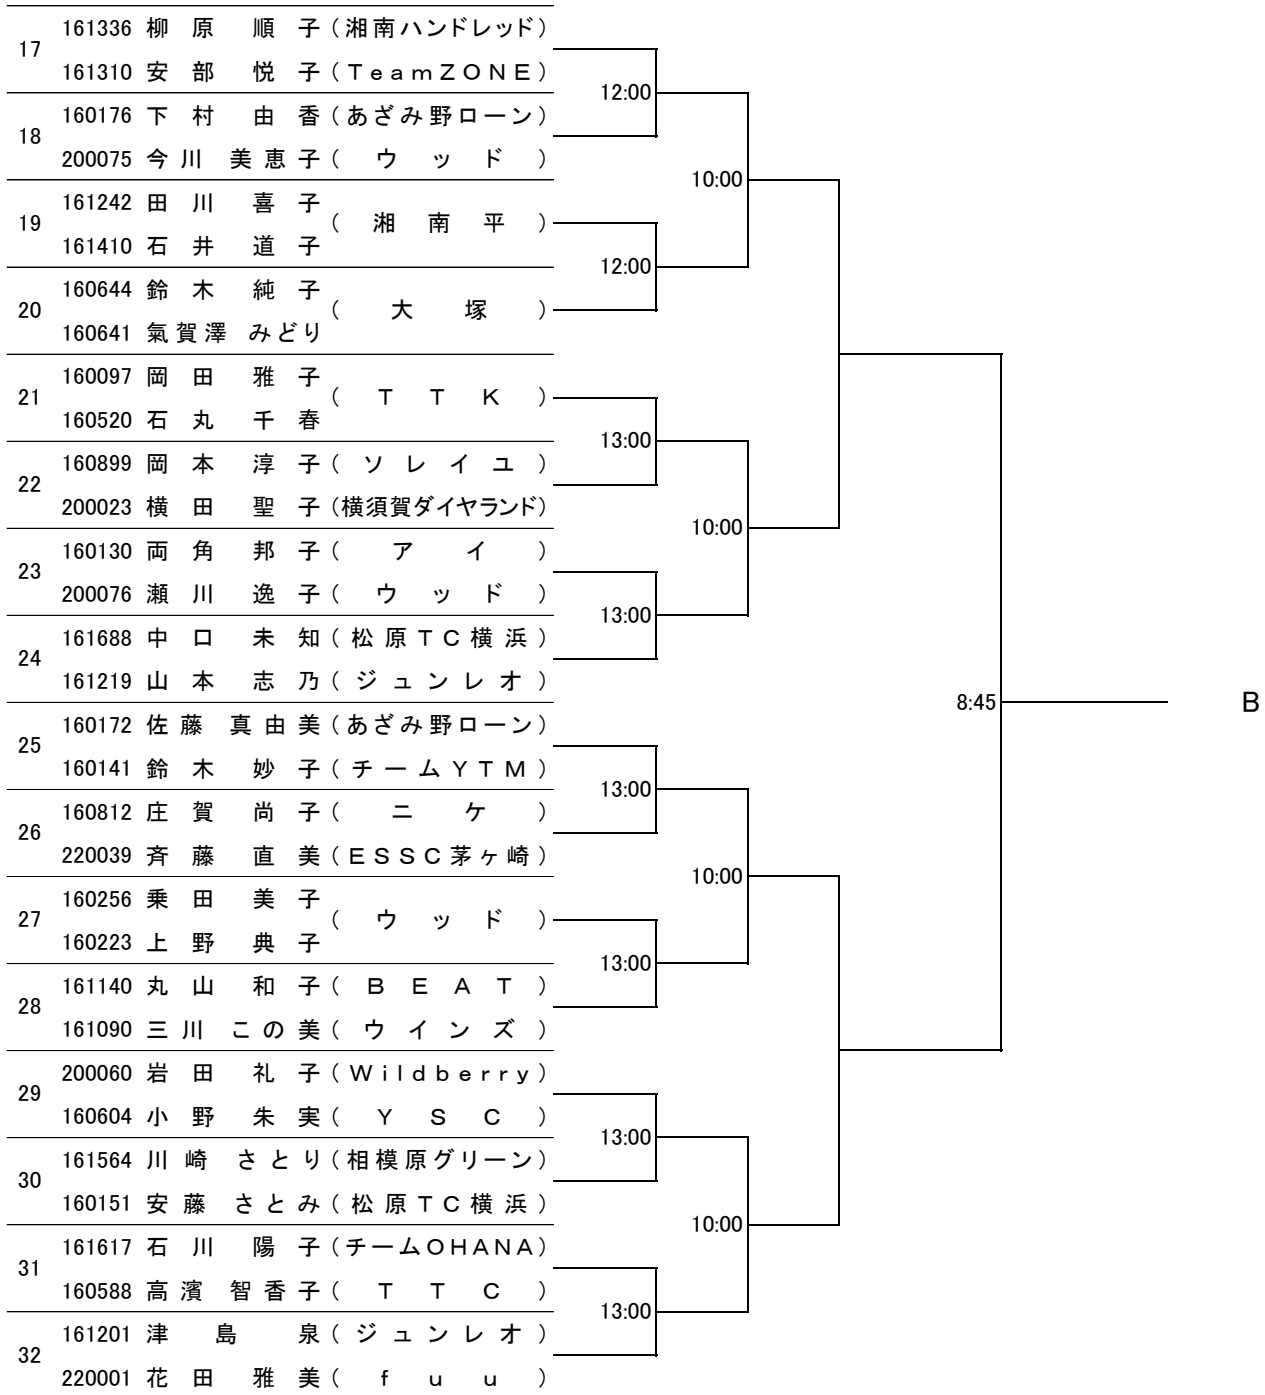 17
161336 柳原 順子 (湘南ハンドレッド)
161310 安部 悦子 (TeamZONE)
12:00
18
160176 下村 由香 (あざみ野ローン)
200075 今川 美恵子 (ウッド)
10:00
19
161242 田川 喜子
(湘南平)
161410 石井 道子
12:00
20
160644 鈴木 純子
(大塚)
160641 氣賀澤 みどり
21
160097 岡田 雅子
(TTK)
160520 石丸 千春
13:00
22
160899 岡本 淳子 (ソレイユ)
200023 横田 聖子 (横須賀ダイヤランド)
10:00
23
160130 両角 邦子 (アイ)
200076 瀬川 逸子 (ウッド)
13:00
24
161688 中口 未知 (松原TC横浜)
161219 山本 志乃 (ジュンレオ)
8:45
B
25
160172 佐藤 真由美 (あざみ野ローン)
160141 鈴木 妙子 (チームYTM)
13:00
26
160812 庄賀 尚子 (ニケ)
220039 斉藤 直美 (ESSC茅ヶ崎)
10:00
27
160256 乗田 美子
(ウッド)
160223 上野 典子
13:00
28
161140 丸山 和子 (BEAT)
161090 三川 この美 (ウインズ)
29
200060 岩田 礼子 (Wildberry)
160604 小野 朱実 (YSC)
13:00
30
161564 川崎 さとり (相模原グリーン)
160151 安藤 さとみ (松原TC横浜)
10:00
31
161617 石川 陽子 (チームOHANA)
160588 高濱 智香子 (TTC)
13:00
32
161201 津島 泉 (ジュンレオ)
220001 花田 雅美 (fuu)